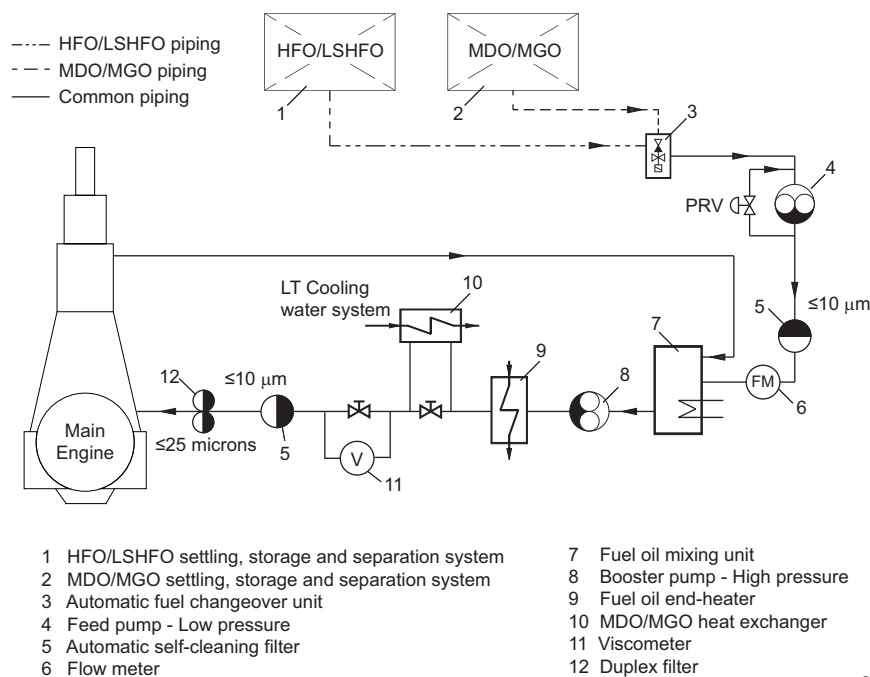 HFO/LSHFO piping
MDO/MGO piping
Common piping
HFO/LSHFO
MDO/MGO
1
2
3
4
PRV
LT Cooling
water system
10
5
≤10 μm
7
9
8
FM
6
12
≤10 μm
≤25 microns
5
V
11
Main
Engine
1 HFO/LSHFO settling, storage and separation system
2 MDO/MGO settling, storage and separation system
3 Automatic fuel changeover unit
4 Feed pump - Low pressure
5 Automatic self-cleaning filter
6 Flow meter
7 Fuel oil mixing unit
8 Booster pump - High pressure
9 Fuel oil end-heater
10 MDO/MGO heat exchanger
11 Viscometer
12 Duplex filter